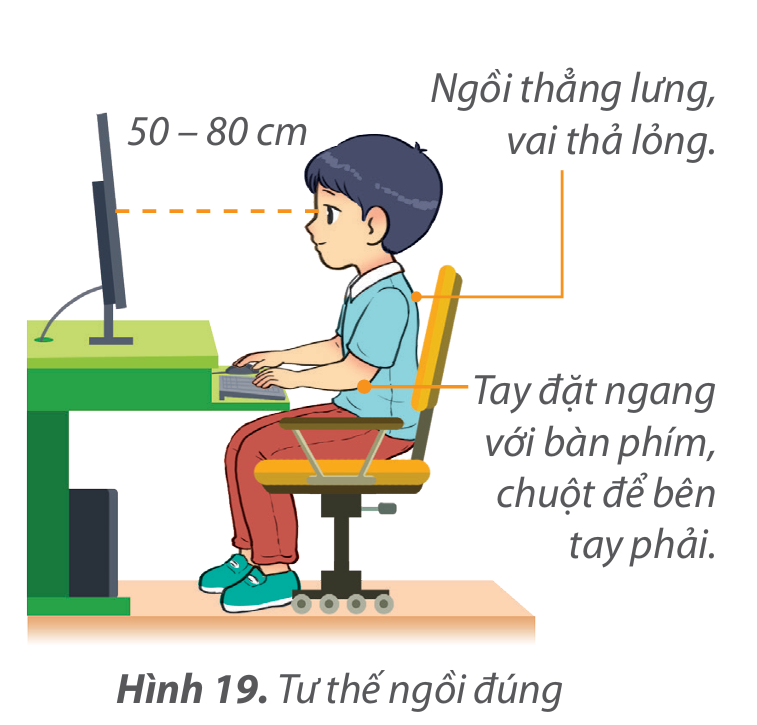 50 – 80 cm
Ngồi thẳng lưng,
vai thả lỏng.
Tay đặt ngang
với bàn phím,
chuột để bên
tay phải.
Hình 19. Tư thế ngồi đúng